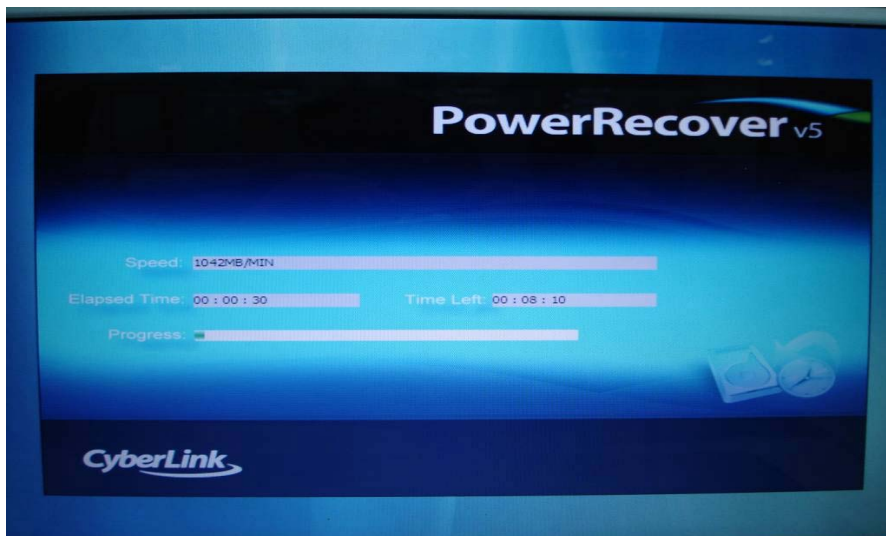 PowerRecover v5
Speed: 1042MB/MIN
Elapsed Time: 00 : 00 : 30 Time Left: 00 : 08 : 10
Progress:
CyberLink